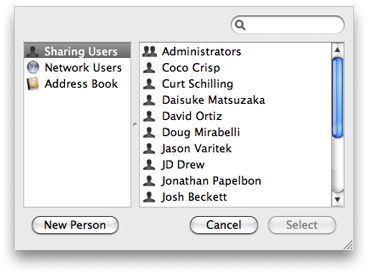 Sharing Users
Network Users
Address Book
Administrators
Coco Crisp
Curt Schilling
Daisuke Matsuzaka
David Ortiz
Doug Mirabelli
Jason Varitek
JD Drew
Jonathan Papelbon
Josh Beckett
New Person
Cancel
Select